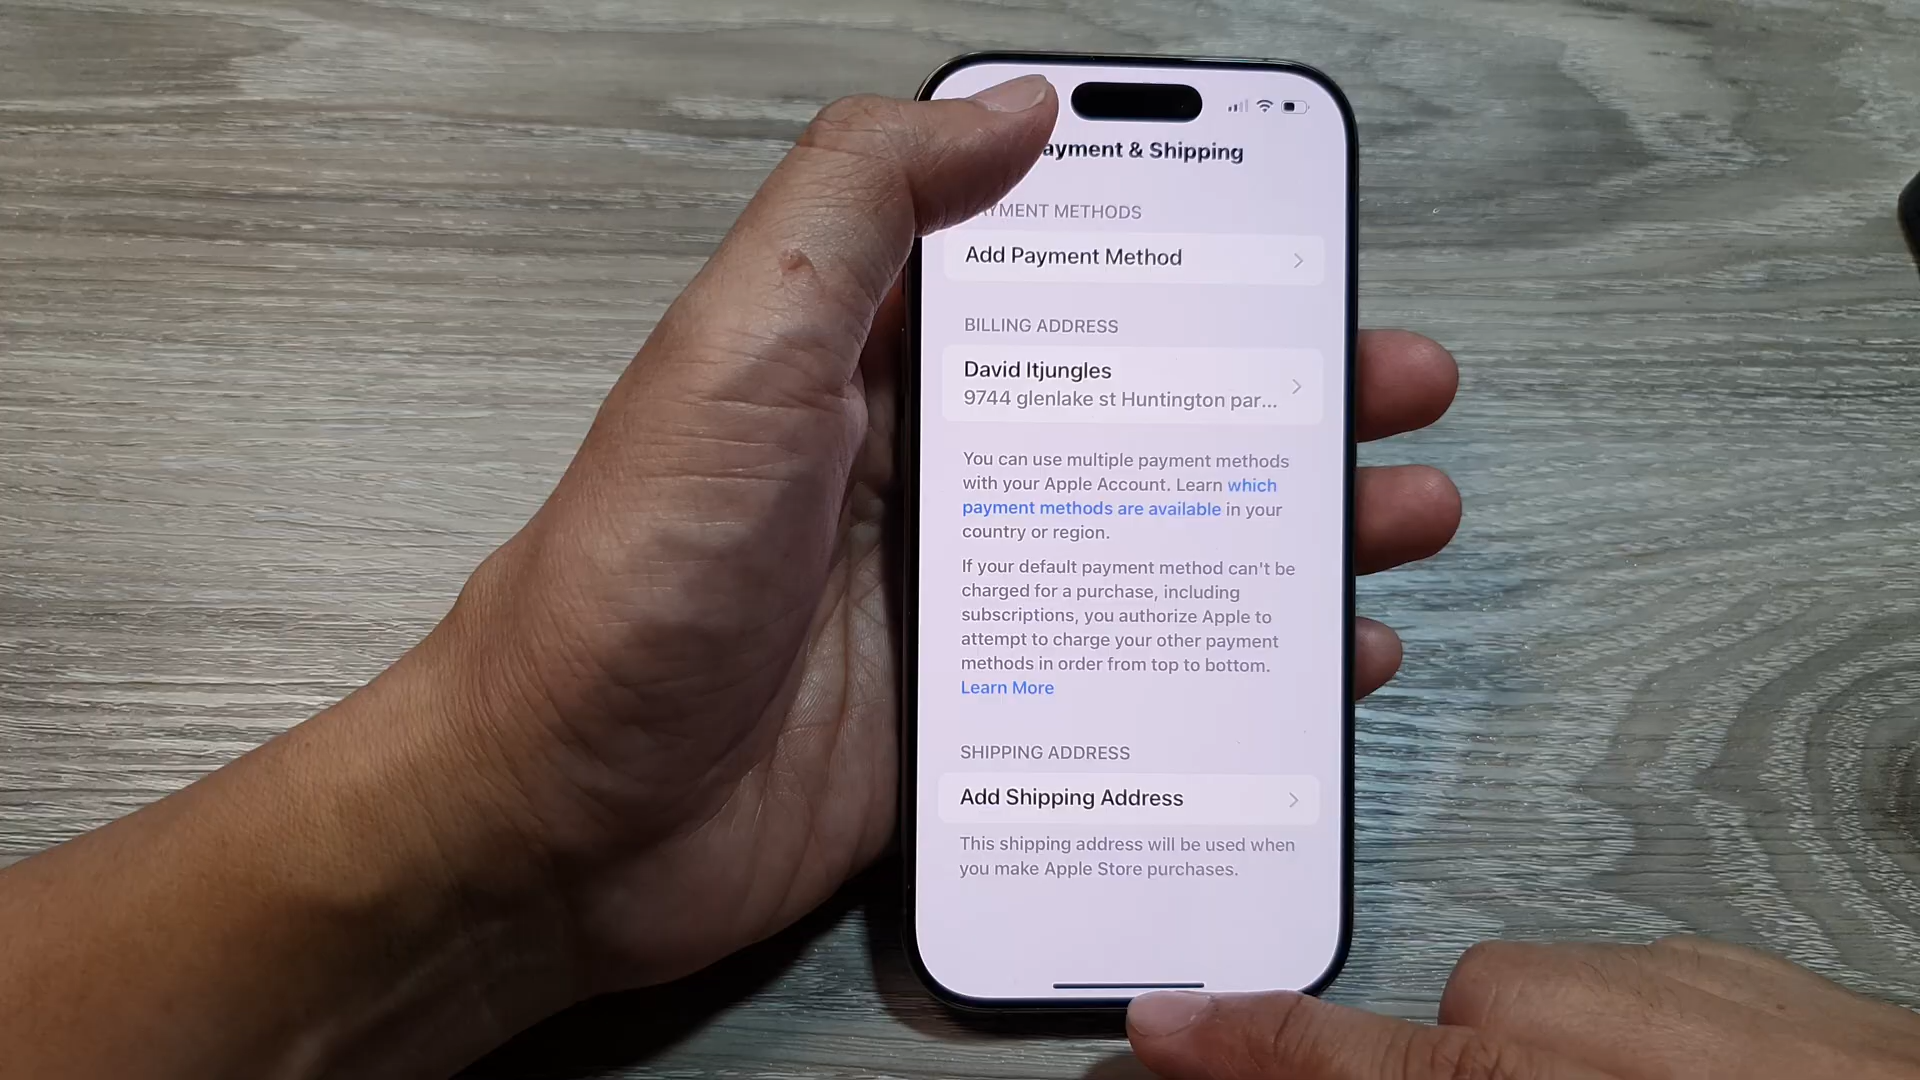 ayment & Shipping
AYMENT METHODS
Add Payment Method
BILLING ADDRESS
David Itjungles
9744 glenlake st Huntington par...
You can use multiple payment methods
with your Apple Account. Learn which
payment methods are available in your
country or region.
If your default payment method can't be
charged for a purchase, including
subscriptions, you authorize Apple to
attempt to charge your other payment
methods in order from top to bottom.
Learn More
SHIPPING ADDRESS
Add Shipping Address
This shipping address will be used when
you make Apple Store purchases.